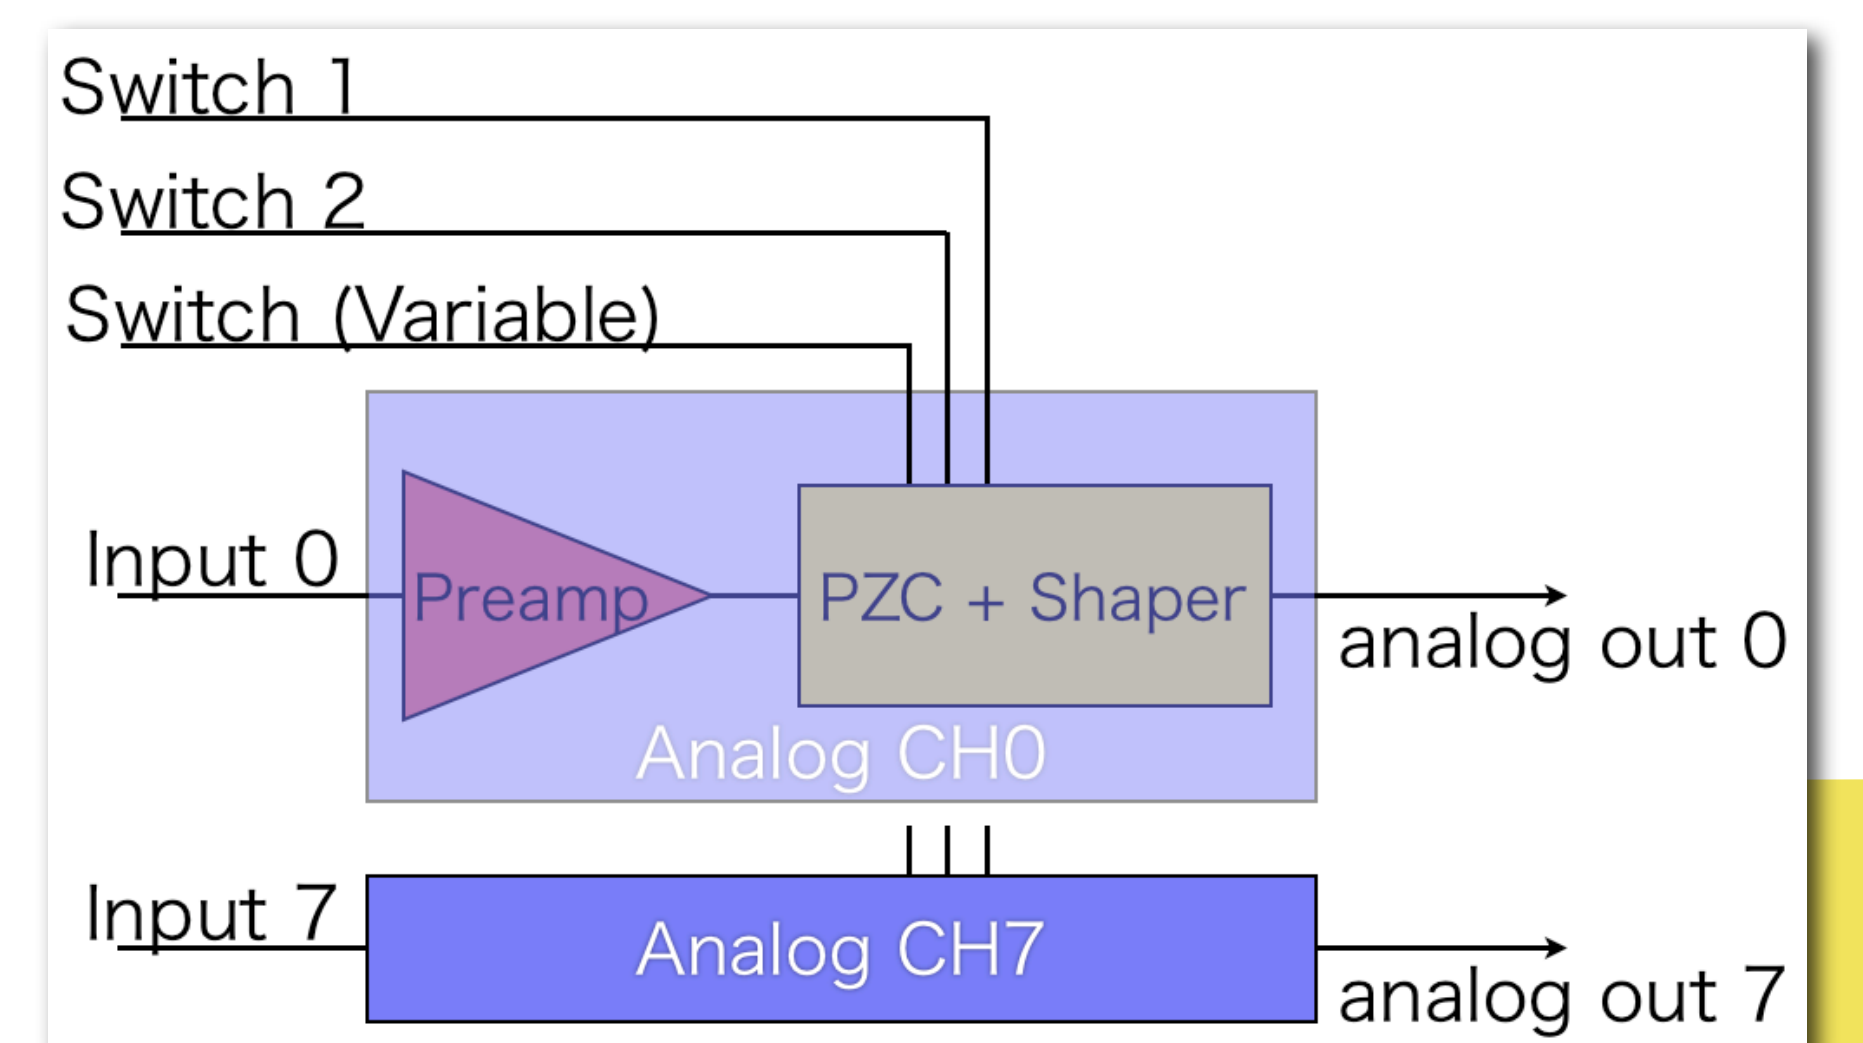 Switch 1
Switch 2
Switch (Variable)
Input 0
Preamp
PZC + Shaper
analog out 0
Analog CH0
Input 7
Analog CH7
analog out 7